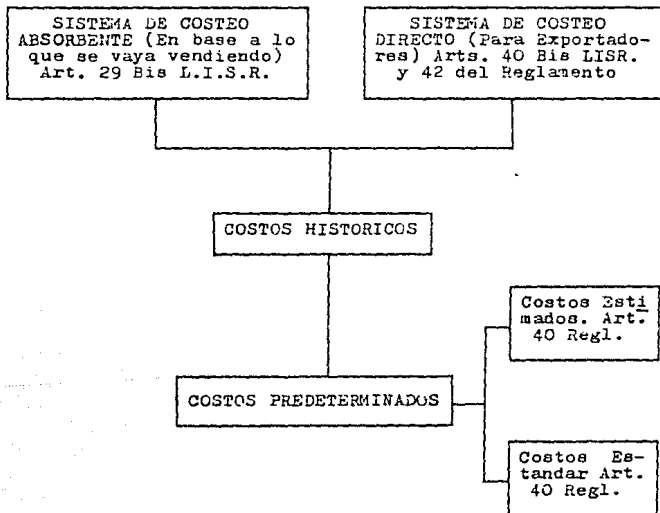 SISTEMA DE COSTEO
ABSORBENTE (En base a lo
que se vaya vendiendo)
Art. 29 Bis L.I.S.R.
SISTEMA DE COSTEO
DIRECTO (Para Exportado-
res) Arts. 40 Bis LISR.
y 42 del Reglamento
COSTOS HISTORICOS
Costos Esti
mados. Art.
40 Regl.
COSTOS PREDETERMINADOS
Costos Es-
tandar Art.
40 Regl.